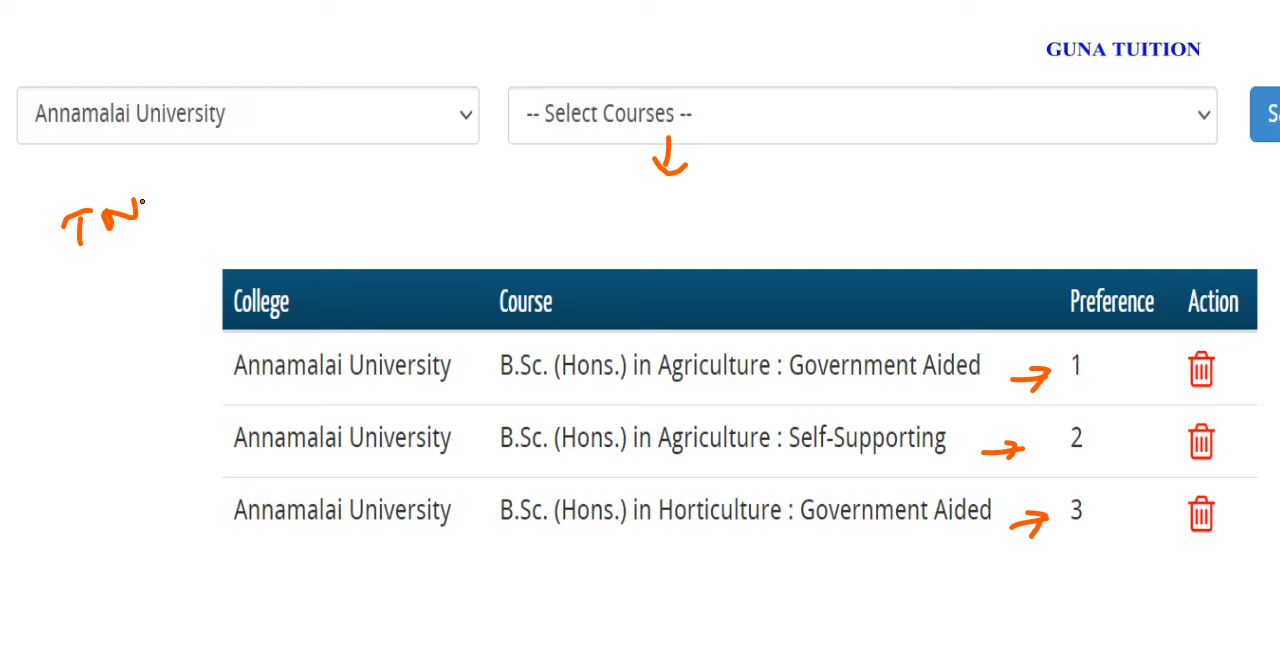 GUNA TUITION
Annamalai University -- Select Courses -- Sa
TN
College Course Preference Action
Annamalai University B.Sc. (Hons.) in Agriculture : Government Aided 1
Annamalai University B.Sc. (Hons.) in Agriculture : Self-Supporting 2
Annamalai University B.Sc. (Hons.) in Horticulture : Government Aided 3